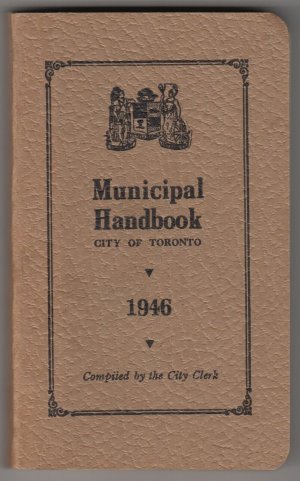 Municipal
Handbook
CITY OF TORONTO
1946
Compiled by the City Clerk